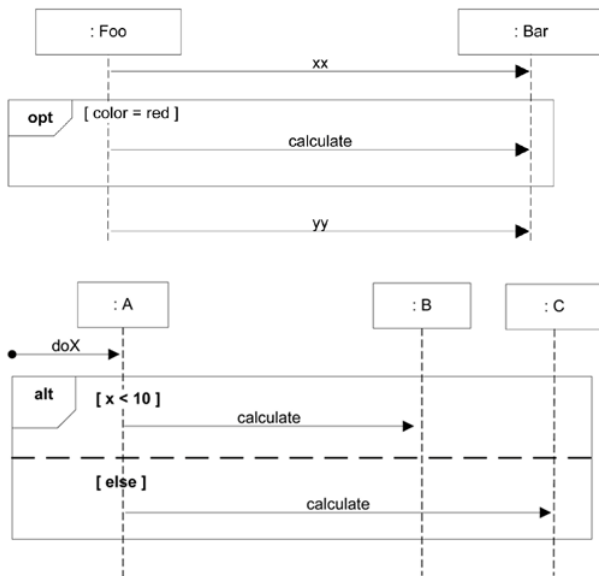 : Foo
: Bar
xx
opt
[ color = red ]
calculate
yy
: A
: B
: C
doX
alt
[ x < 10 ]
calculate
[ else ]
calculate